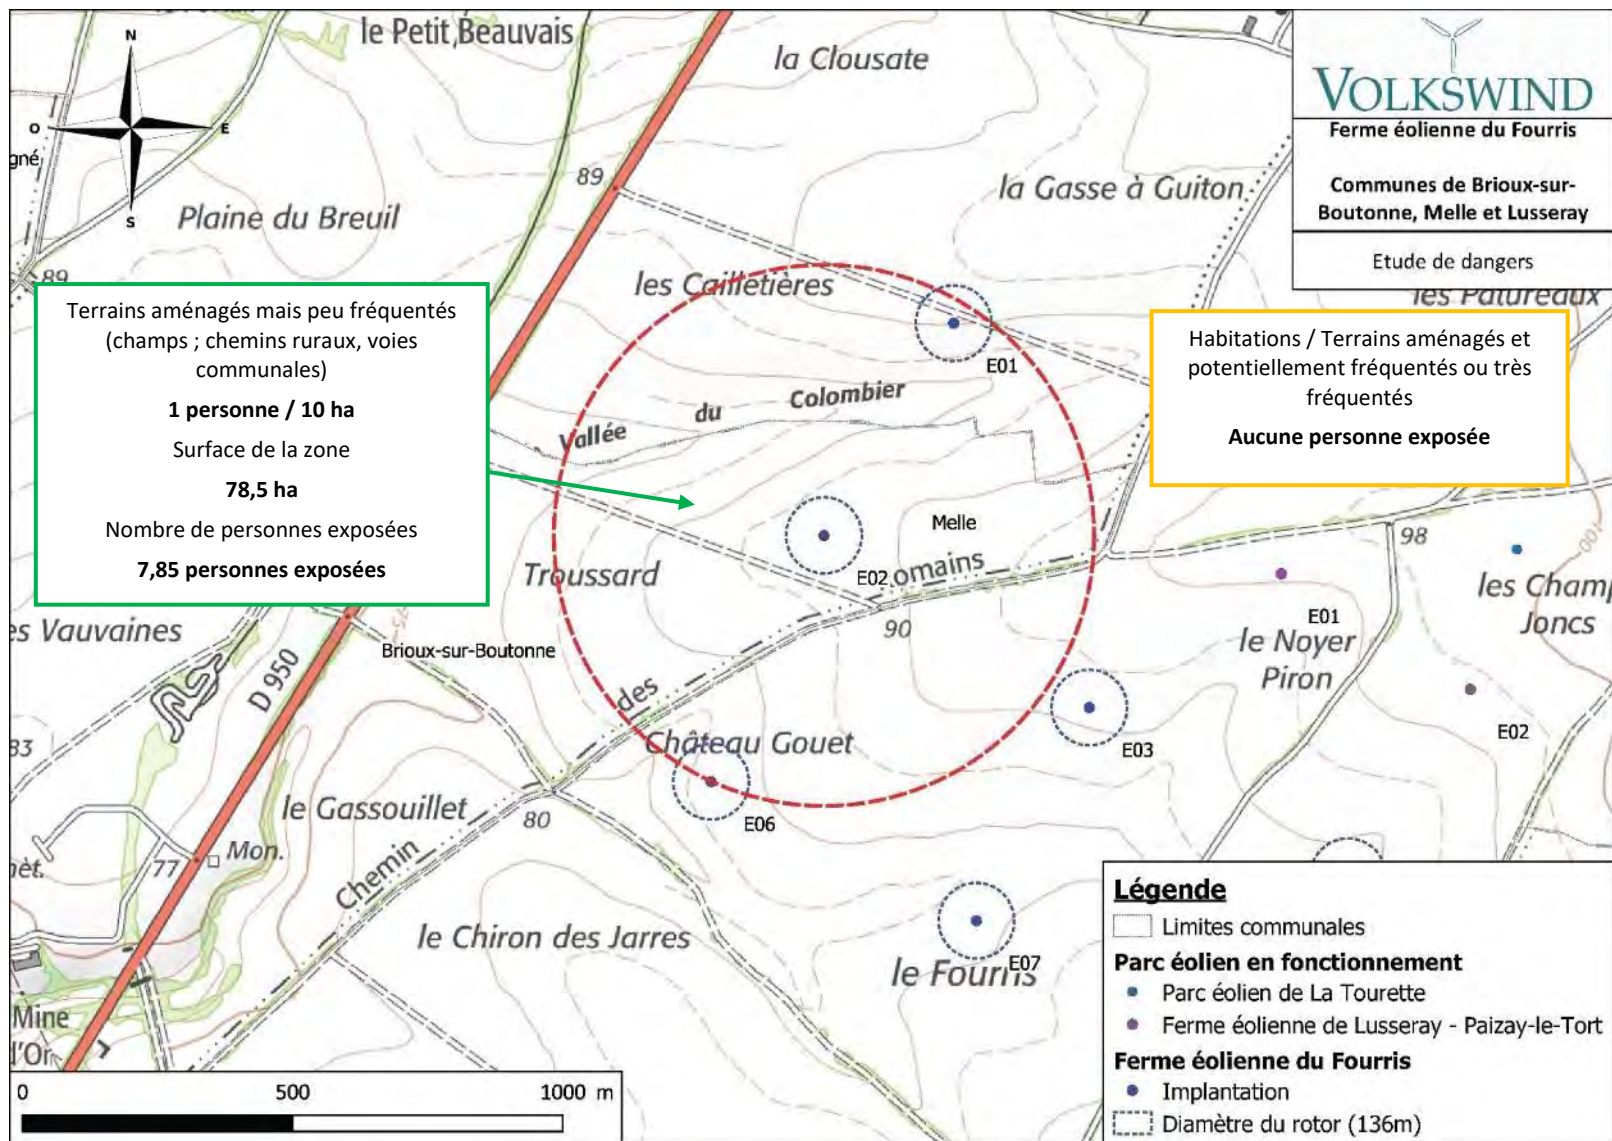 le Petit Beauvais
la Clousate
N
O
E
S
VOLKSWIND
Ferme éolienne du Fourris
Communes de Brioux-sur-
Boutonne, Melle et Lusseray
Etude de dangers
gné
Plaine du Breuil
89
la Gasse à Guiton
89
les Cailletières
les Patureaux
Terrains aménagés mais peu fréquentés
(champs ; chemins ruraux, voies
communales)
1 personne / 10 ha
Surface de la zone
78,5 ha
Nombre de personnes exposées
7,85 personnes exposées
Habitations / Terrains aménagés et
potentiellement fréquentés ou très
fréquentés
Aucune personne exposée
E01
Vallée du Colombier
Melle
98
100
E02
omains
Troussard
les Champ
Joncs
E01
le Noyer
Piron
90
es Vauvaines
75
Brioux-sur-Boutonne
D 950
des
E02
83
Château Gouet
E03
le Gassouillet
80
E06
Mon.
77
nèt.
Chemin
le Chiron des Jarres
le Fourris
E07
Mine
d'Or
0 500 1000 m
Légende
Limites communales
Parc éolien en fonctionnement
Parc éolien de La Tourette
Ferme éolienne de Lusseray - Paizay-le-Tort
Ferme éolienne du Fourris
Implantation
Diamètre du rotor (136m)